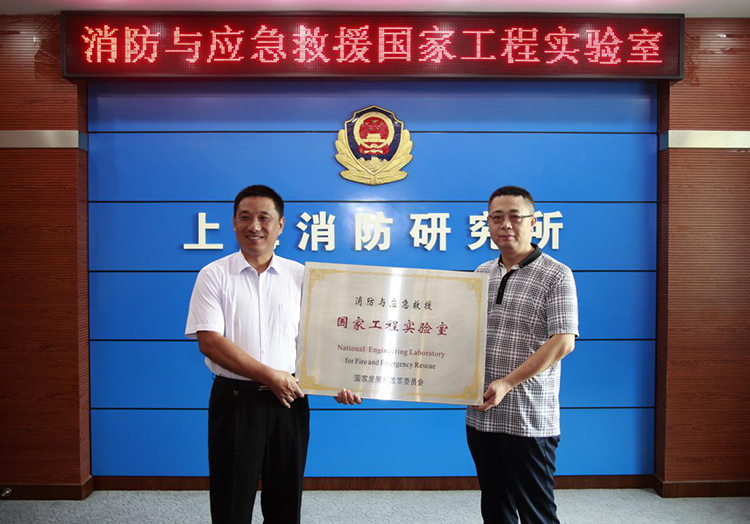 消防与应急救援国家工程实验室
上 消防研究所
消防与应急救援
国家工程实验室
National Engineering Laboratory
for Fire and Emergency Rescue
国家发展和改革委员会